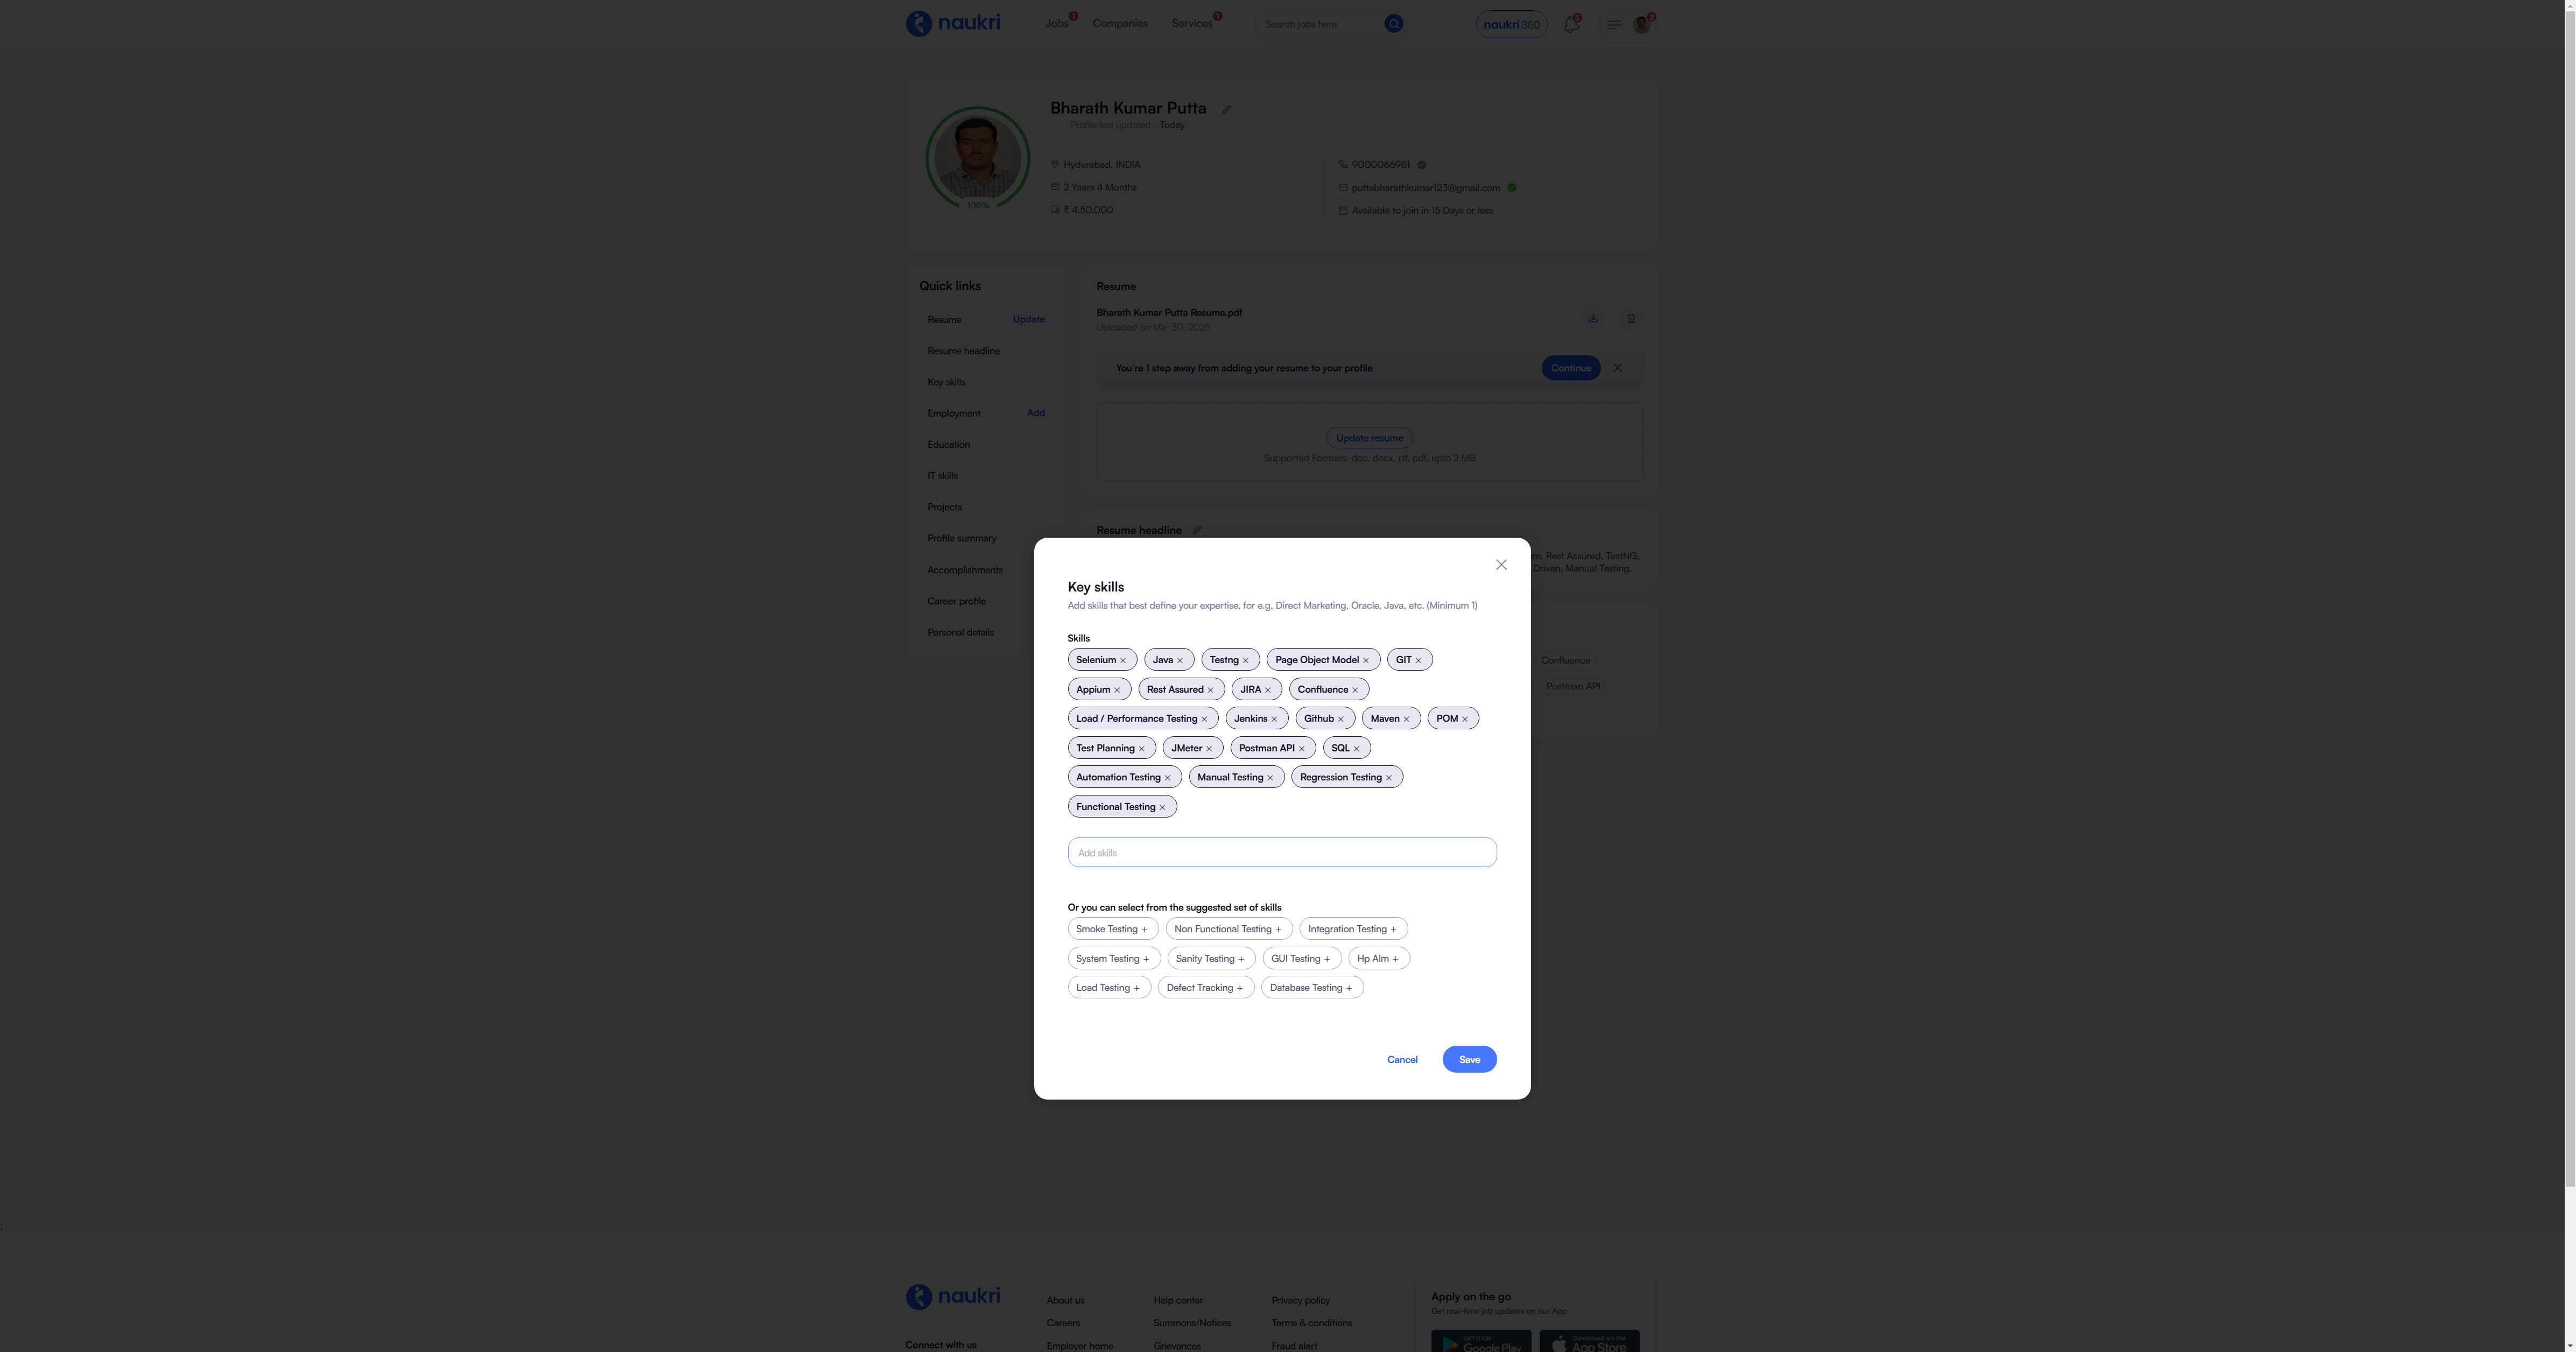 naukri
Jobs 1 Companies Services 1 Search jobs here naukri 360 2
Bharath Kumar Putta
Profile last updated - Today
Hyderabad, INDIA 9000066981
2 Years 4 Months puttabharathkumar123@gmail.com
₹ 4,50,000 Available to join in 15 Days or less
100%
Quick links
Resume Update
Resume headline
Key skills
Employment Add
Education
IT skills
Projects
Profile summary
Accomplishments
Career profile
Personal details
Resume
Bharath Kumar Putta Resume.pdf
Uploaded on Mar 30, 2025
You're 1 step away from adding your resume to your profile Continue
Update resume
Supported Formats: doc, docx, rtf, pdf, upto 2 MB
Resume headline
Rest Assured, TestNG,
Driven, Manual Testing.
Confluence
Postman API
Key skills
Add skills that best define your expertise, for e.g, Direct Marketing, Oracle, Java, etc. (Minimum 1)
Skills
Selenium Java Testng Page Object Model GIT
Appium Rest Assured JIRA Confluence
Load / Performance Testing Jenkins Github Maven POM
Test Planning JMeter Postman API SQL
Automation Testing Manual Testing Regression Testing
Functional Testing
Add skills
Or you can select from the suggested set of skills
Smoke Testing + Non Functional Testing + Integration Testing +
System Testing + Sanity Testing + GUI Testing + Hp Alm +
Load Testing + Defect Tracking + Database Testing +
Cancel Save
naukri
Connect with us
About us
Careers
Employer home
Help center
Summons/Notices
Grievances
Privacy policy
Terms & conditions
Fraud alert
Apply on the go
Get real-time job updates on our App
GET IT ON
Google Play
Download on the
App Store